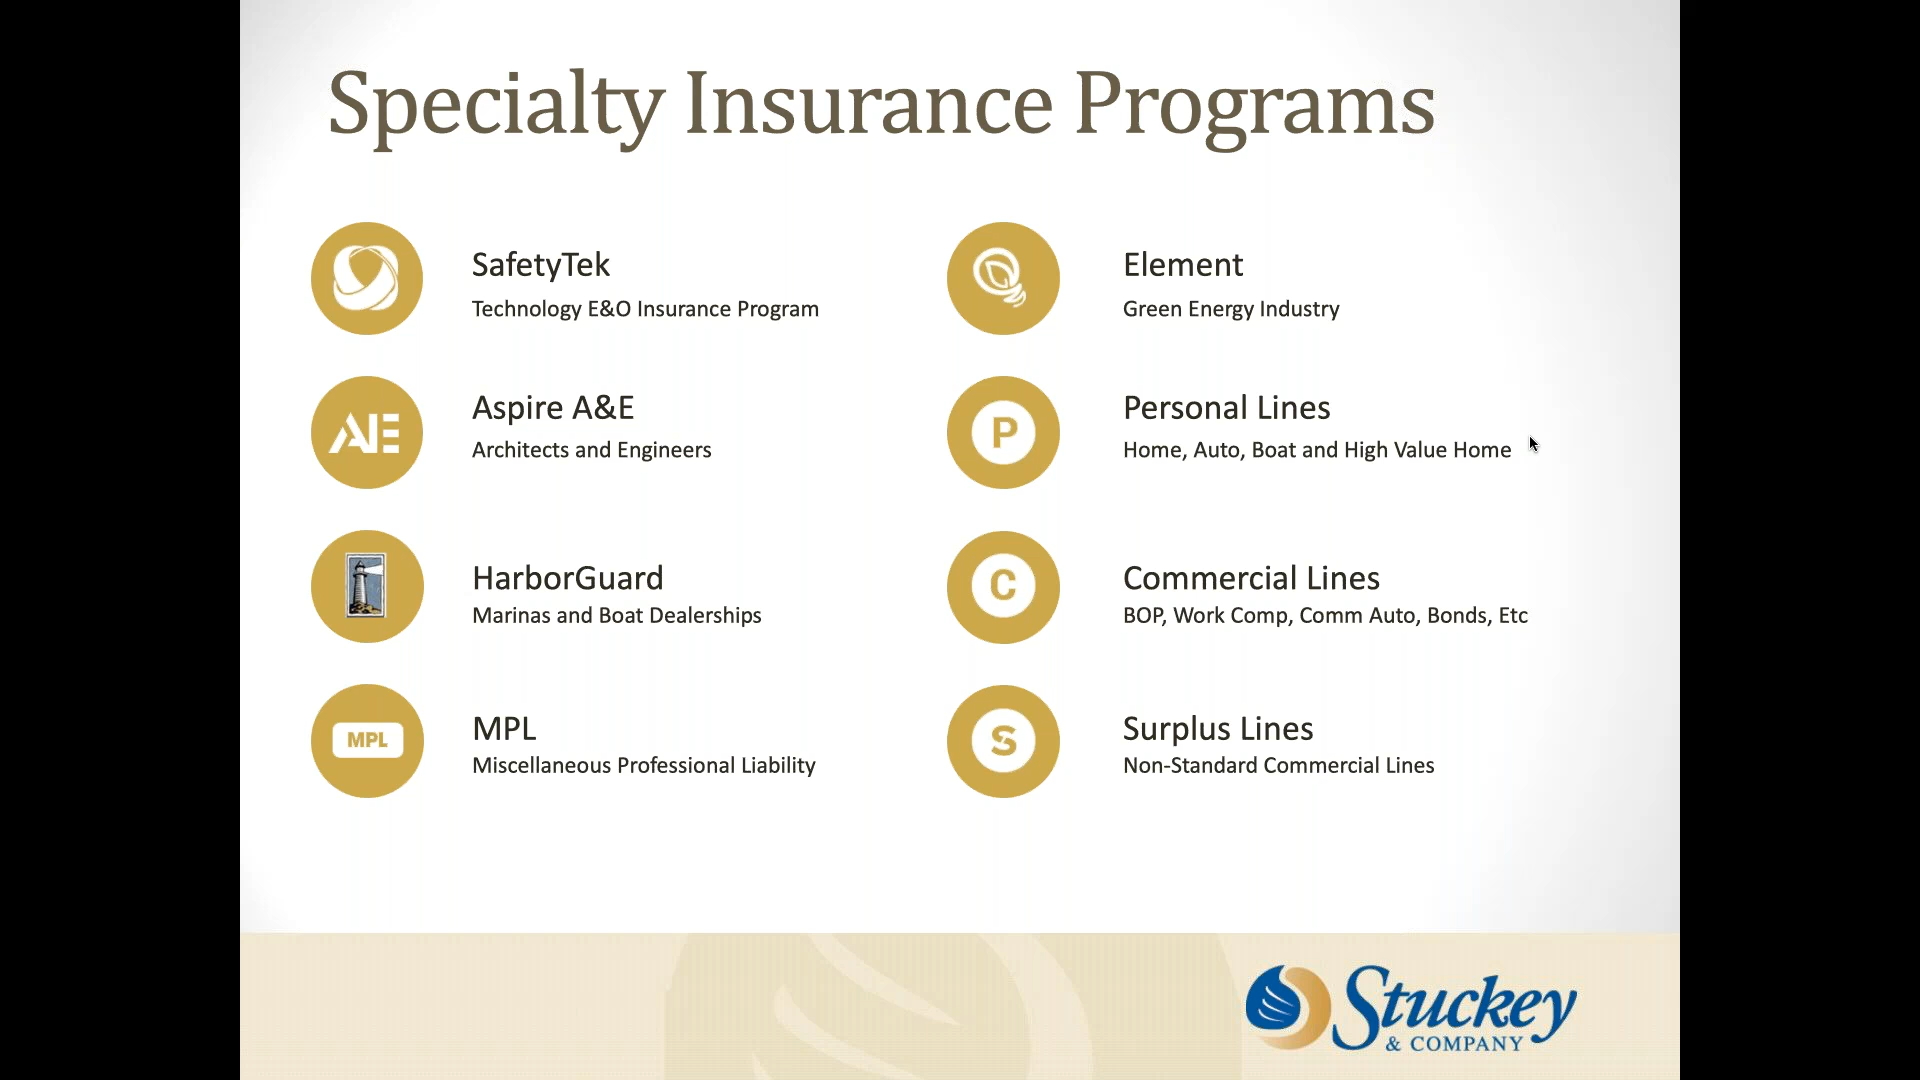 Specialty Insurance Programs
SafetyTek
Technology E&O Insurance Program
AE
Aspire A&E
Architects and Engineers
HarborGuard
Marinas and Boat Dealerships
MPL
MPL
Miscellaneous Professional Liability
Element
Green Energy Industry
P
Personal Lines
Home, Auto, Boat and High Value Home
C
Commercial Lines
BOP, Work Comp, Comm Auto, Bonds, Etc
S
Surplus Lines
Non-Standard Commercial Lines
Stuckey
& COMPANY